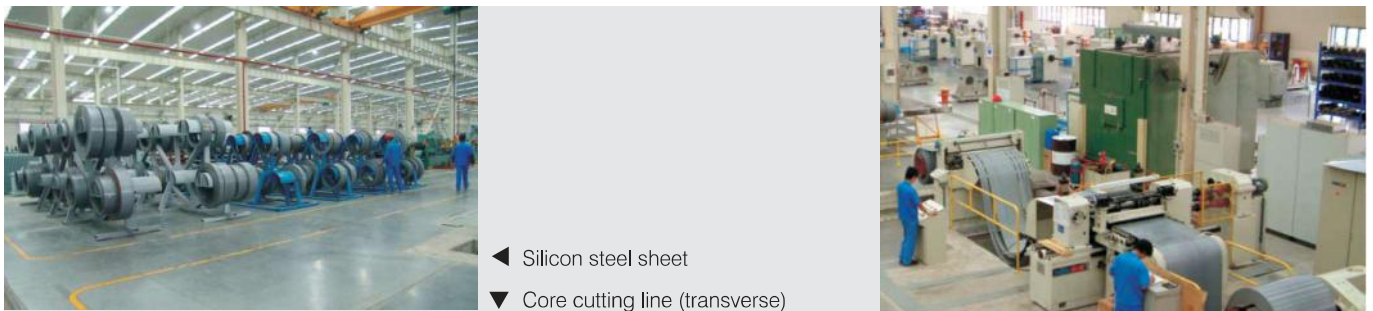 ◀ Silicon steel sheet
▼ Core cutting line (transverse)